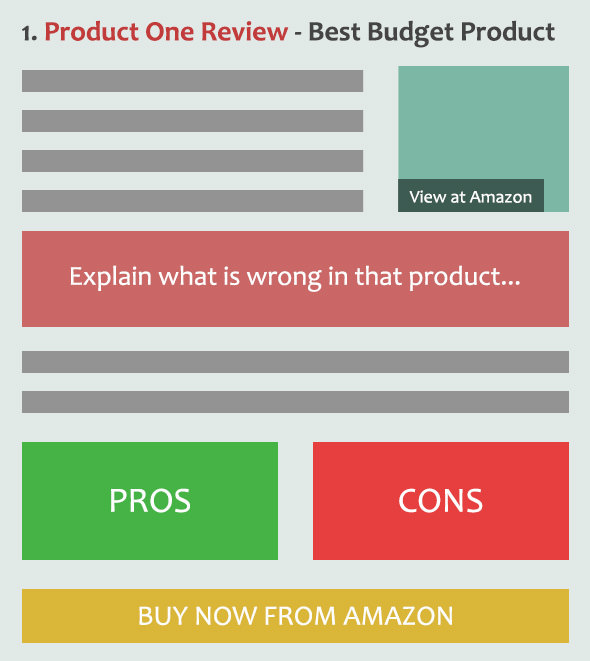 1. Product One Review - Best Budget Product
View at Amazon
Explain what is wrong in that product...
PROS
CONS
BUY NOW FROM AMAZON